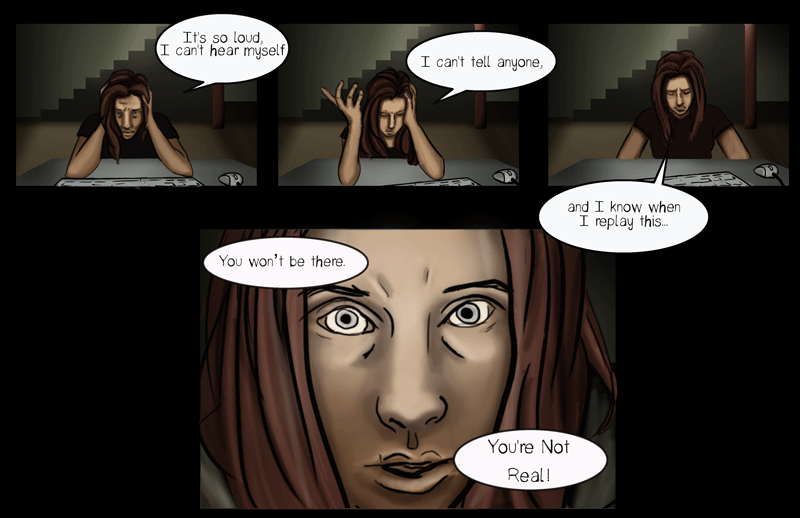 It's so loud,
I can't hear myself
I can't tell anyone,
and I know when
I replay this...
You won't be there.
You're Not
Real!